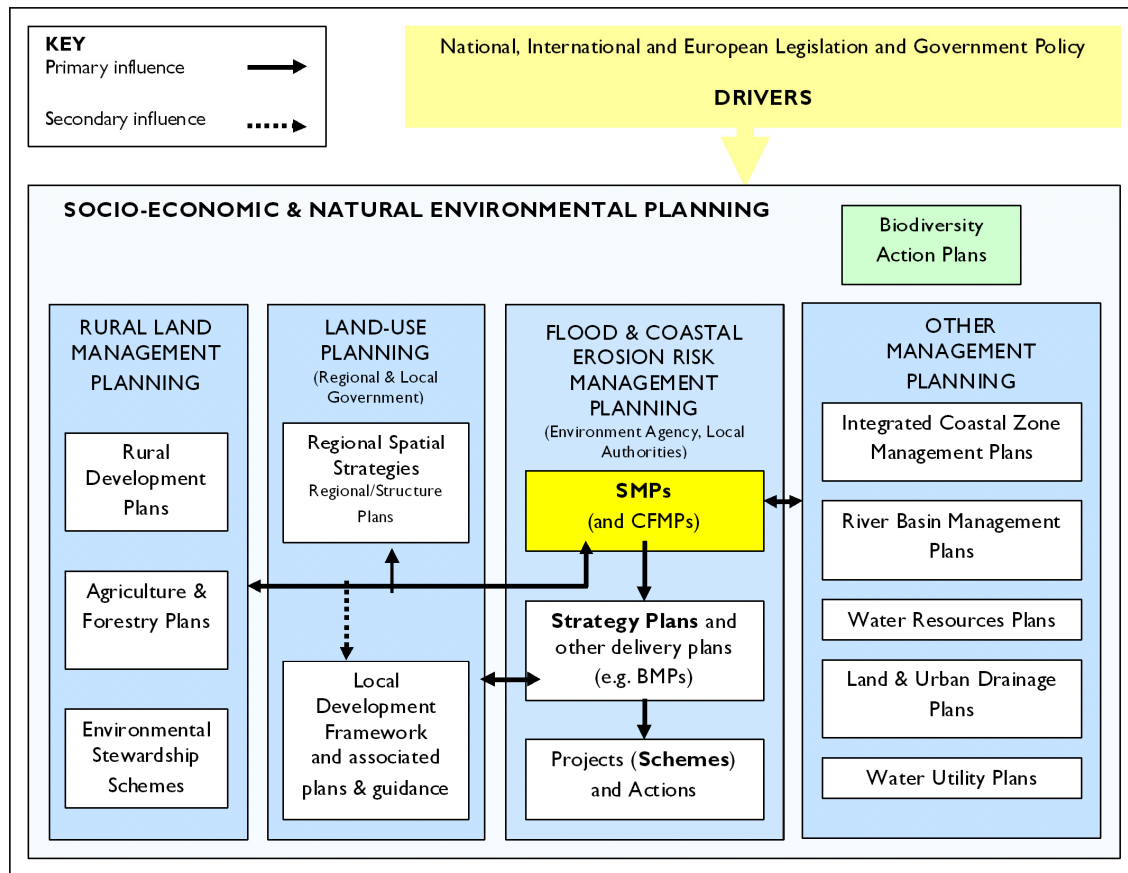 KEY
Primary influence
Secondary influence
National, International and European Legislation and Government Policy
DRIVERS
SOCIO-ECONOMIC & NATURAL ENVIRONMENTAL PLANNING
Biodiversity
Action Plans
RURAL LAND
MANAGEMENT
PLANNING
Rural
Development
Plans
Agriculture &
Forestry Plans
Environmental
Stewardship
Schemes
LAND-USE
PLANNING
(Regional & Local
Government)
Regional Spatial
Strategies
Regional/Structure
Plans
Local
Development
Framework
and associated
plans & guidance
FLOOD & COASTAL
EROSION RISK
MANAGEMENT
PLANNING
(Environment Agency, Local
Authorities)
SMPs
(and CFMPs)
Strategy Plans and
other delivery plans
(e.g. BMPs)
Projects (Schemes)
and Actions
OTHER
MANAGEMENT
PLANNING
Integrated Coastal Zone
Management Plans
River Basin Management
Plans
Water Resources Plans
Land & Urban Drainage
Plans
Water Utility Plans